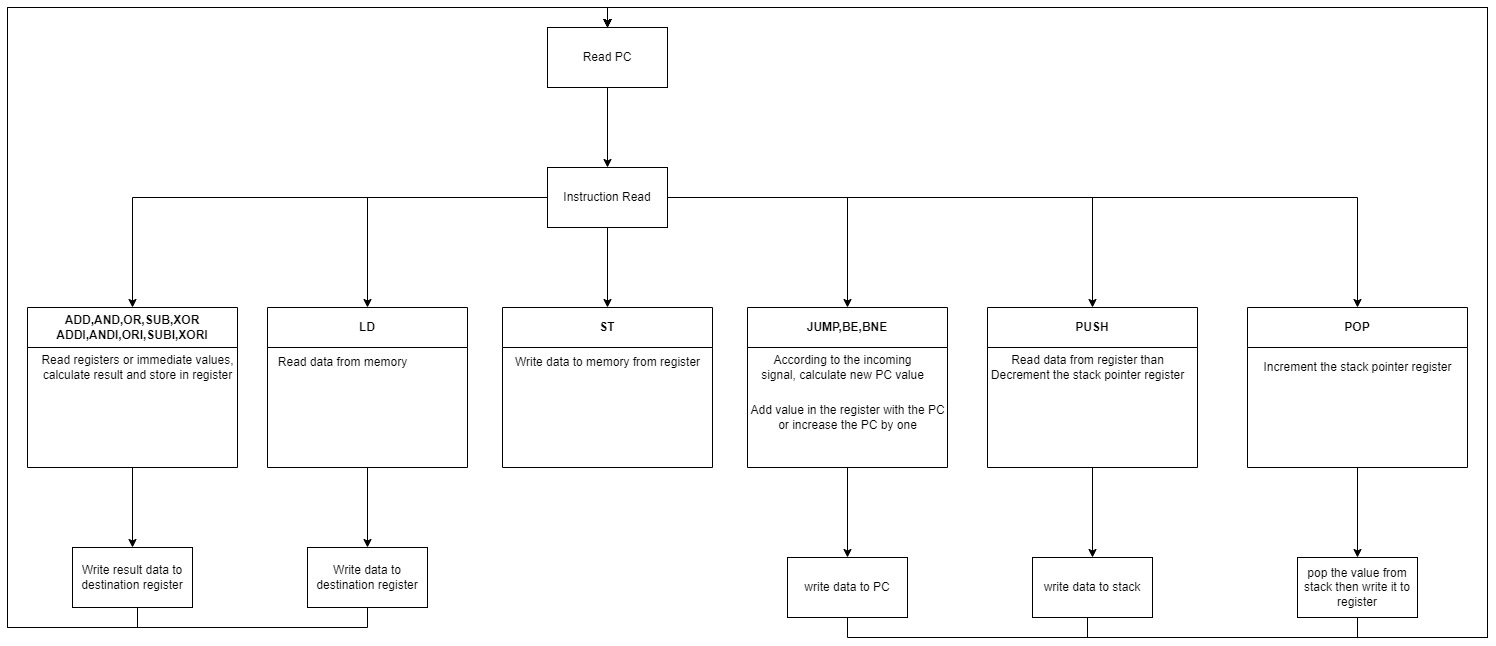 Read PC
Instruction Read
ADD,AND,OR,SUB,XOR
ADDI,ANDI,ORI,SUBI,XORI
Read registers or immediate values,
calculate result and store in register
LD
Read data from memory
ST
Write data to memory from register
JUMP,BE,BNE
According to the incoming
signal, calculate new PC value
Add value in the register with the PC
or increase the PC by one
PUSH
Read data from register than
Decrement the stack pointer register
POP
Increment the stack pointer register
Write result data to
destination register
Write data to
destination register
write data to PC
write data to stack
pop the value from
stack then write it to
register